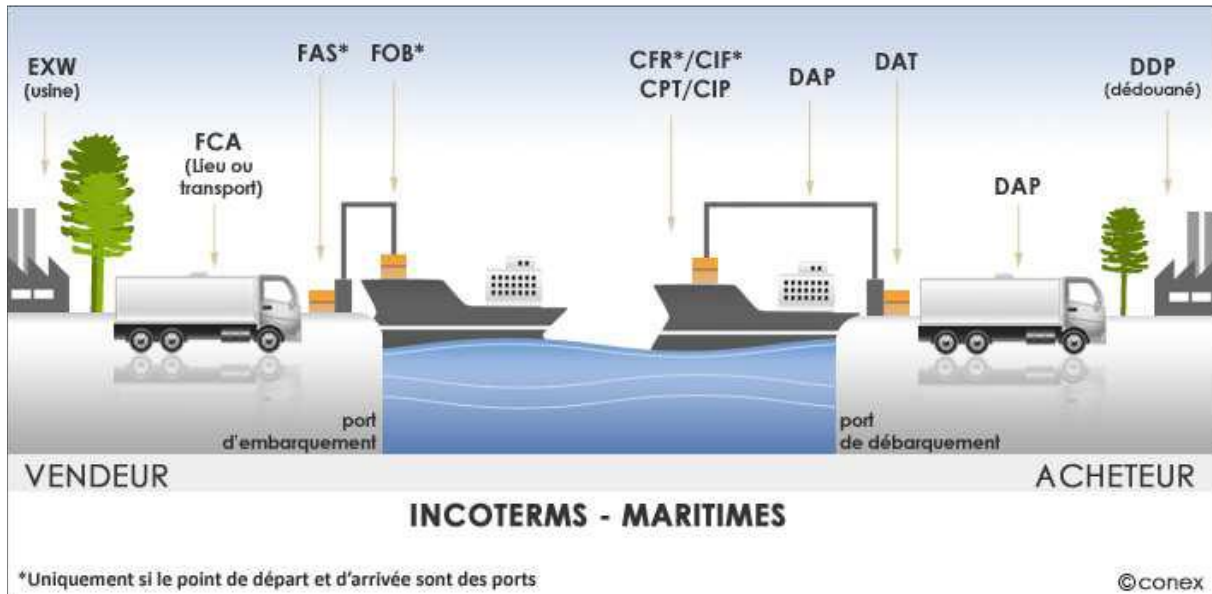 EXW
(usine)
FCA
(Lieu ou
transport)
FAS*
FOB*
CFR*/CIF*
CPT/CIP
DAP
DAT
DAP
DDP
(dédouané)
port
d'embarquement
port
de débarquement
VENDEUR
ACHETEUR
INCOTERMS - MARITIMES
*Uniquement si le point de départ et d'arrivée sont des ports
©conex